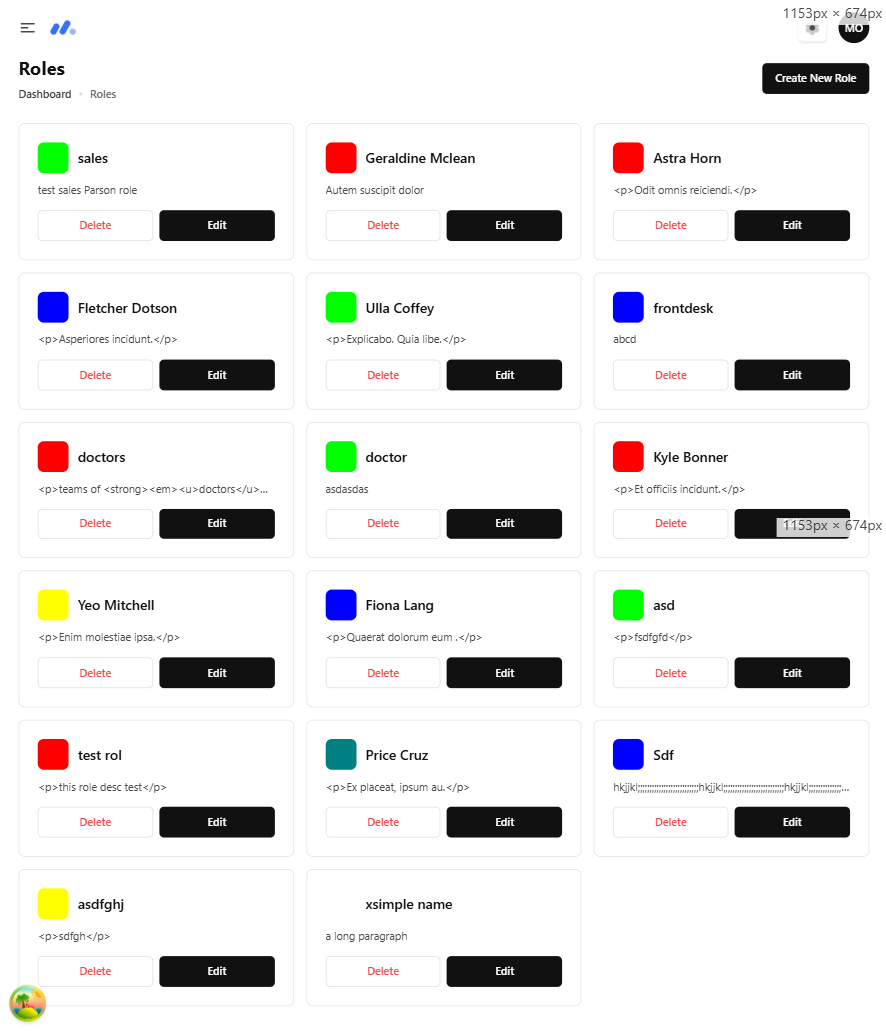 1153px × 674px
MO
Roles
Dashboard • Roles
Create New Role
sales
test sales Parson role
Delete
Edit
Geraldine Mclean
Autem suscipit dolor
Delete
Edit
Astra Horn
<p>Odit omnis reiciendi.</p>
Delete
Edit
Fletcher Dotson
<p>Asperiores incidunt.</p>
Delete
Edit
Ulla Coffey
<p>Explicabo. Quia libe.</p>
Delete
Edit
frontdesk
abcd
Delete
Edit
doctors
<p>teams of <strong><em><u>doctors</u>...
Delete
Edit
doctor
asdasdas
Delete
Edit
Kyle Bonner
<p>Et officiis incidunt.</p>
Delete
1153px × 674px
Yeo Mitchell
<p>Enim molestiae ipsa.</p>
Delete
Edit
Fiona Lang
<p>Quaerat dolorum eum .</p>
Delete
Edit
asd
<p>fsdfgfd</p>
Delete
Edit
test rol
<p>this role desc test</p>
Delete
Edit
Price Cruz
<p>Ex placeat, ipsum au.</p>
Delete
Edit
Sdf
Delete
Edit
asdfghj
<p>sdfgh</p>
Delete
Edit
xsimple name
a long paragraph
Delete
Edit